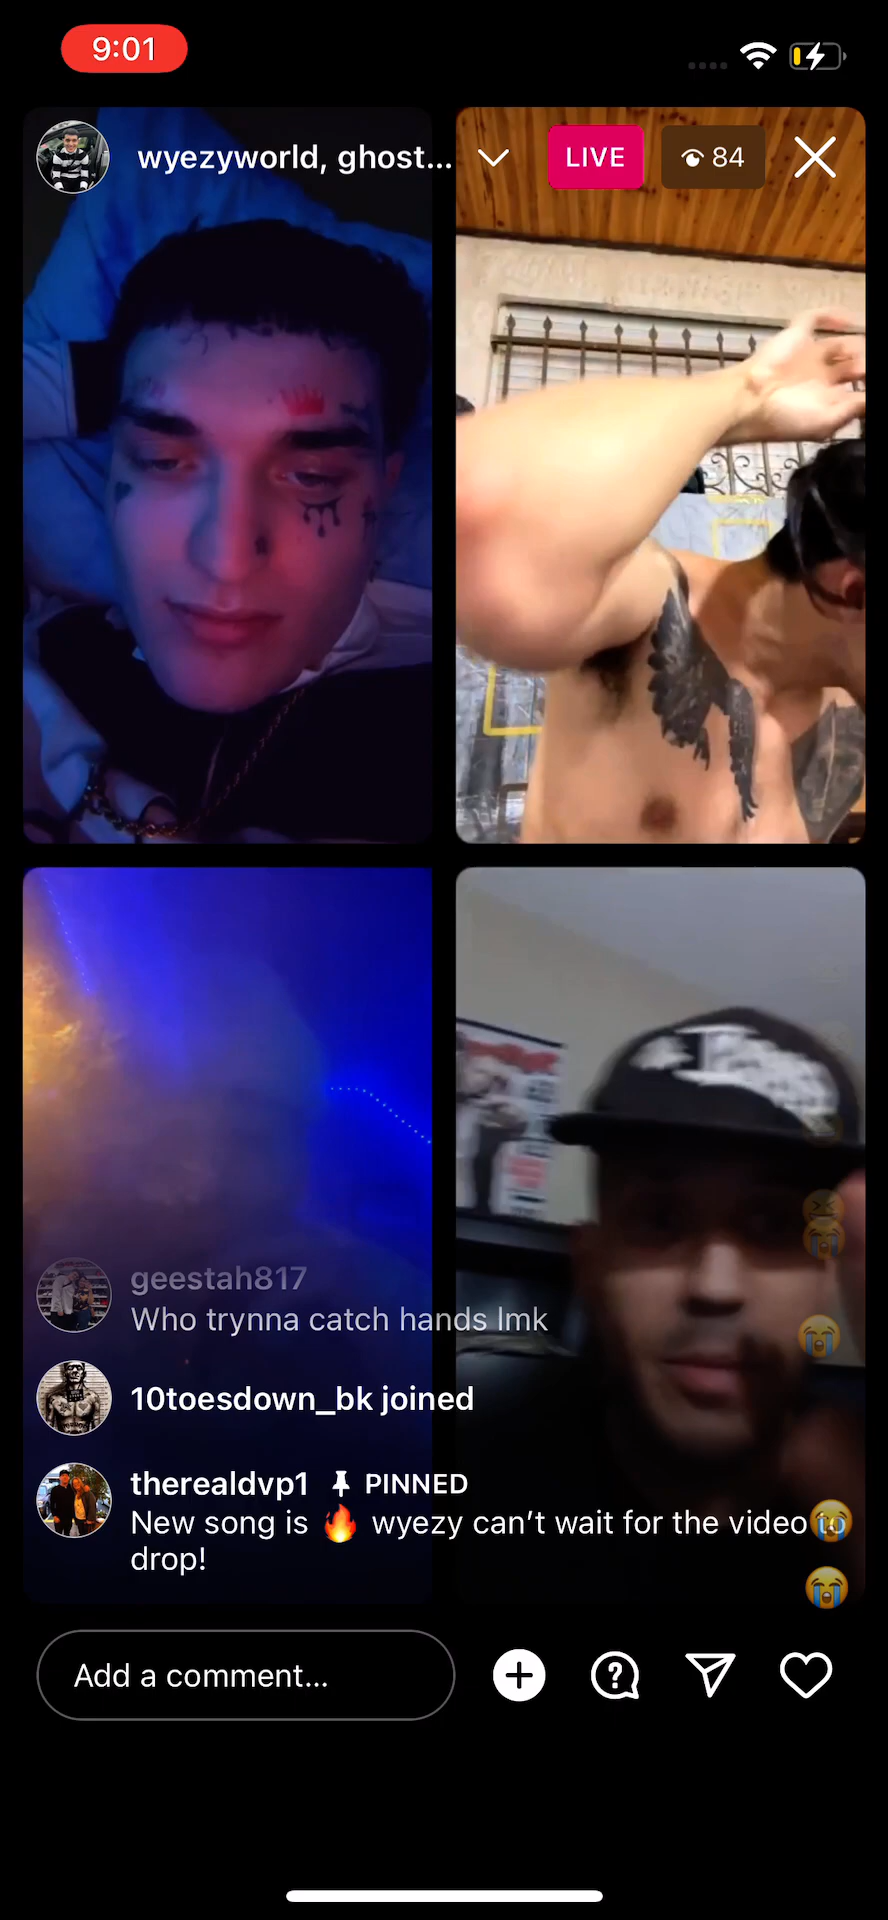 9:01
wyezyworld, ghost...
LIVE
84
geestah817
Who trynna catch hands lmk
10toesdown_bk joined
therealdvp1 PINNED
New song is 🔥 wyezy can't wait for the video to
drop!
Add a comment...